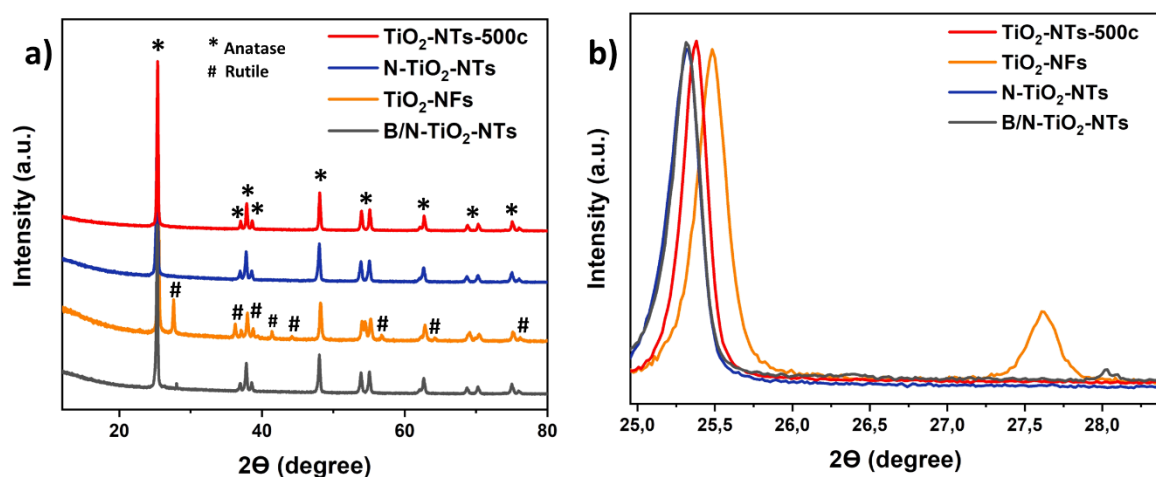 a)
* Anatase
# Rutile
TiO₂-NTs-500c
N-TiO₂-NTs
TiO₂-NFs
B/N-TiO₂-NTs
Intensity (a.u.)
* * * * * * * *
# # # # # # # #
20 40 60 80
2Θ (degree)
b)
TiO₂-NTs-500c
TiO₂-NFs
N-TiO₂-NTs
B/N-TiO₂-NTs
Intensity (a.u.)
25,0 25,5 26,0 26,5 27,0 27,5 28,0
2Θ (degree)